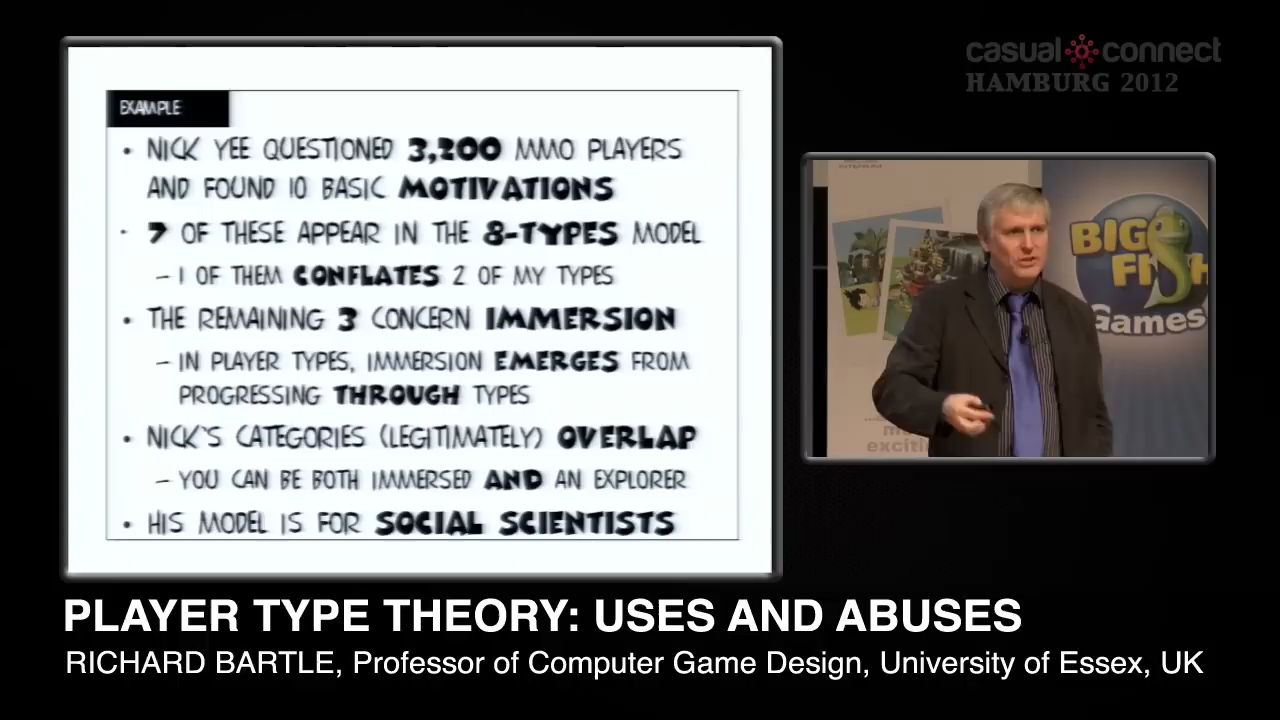 casual connect
HAMBURG 2012
EXAMPLE
• NICK YEE QUESTIONED 3,200 MMO PLAYERS
AND FOUND 10 BASIC MOTIVATIONS
• 7 OF THESE APPEAR IN THE 8-TYPES MODEL
– 1 OF THEM CONFLATES 2 OF MY TYPES
• THE REMAINING 3 CONCERN IMMERSION
– IN PLAYER TYPES, IMMERSION EMERGES FROM
PROGRESSING THROUGH TYPES
• NICK'S CATEGORIES (LEGITIMATELY) OVERLAP
– YOU CAN BE BOTH IMMERSED AND AN EXPLORER
• HIS MODEL IS FOR SOCIAL SCIENTISTS
BIG
FISH
Games
PLAYER TYPE THEORY: USES AND ABUSES
RICHARD BARTLE, Professor of Computer Game Design, University of Essex, UK